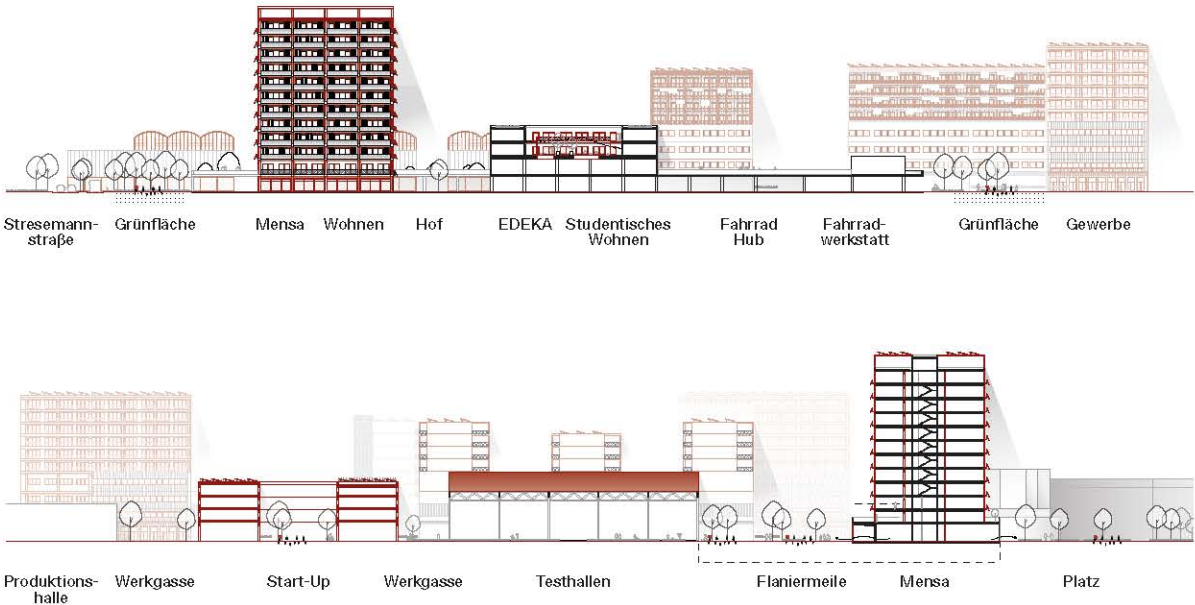 Stresemann- Grünfläche Mensa Wohnen Hof EDEKA Studentisches Fahrrad Fahrrad- Grünfläche Gewerbe
straße Wohnen Hub werkstatt
Produktions- Werkgasse Start-Up Werkgasse Testhallen Flaniermeile Mensa Platz
halle